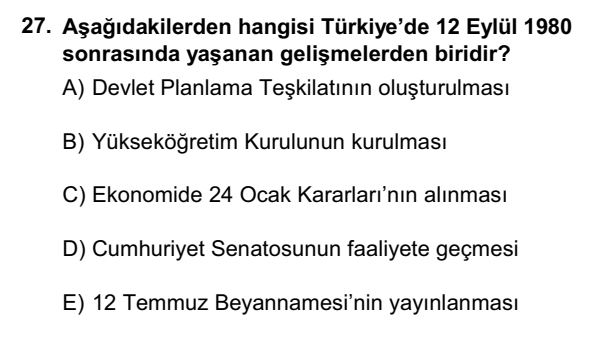 27. Aşağıdakilerden hangisi Türkiye’de 12 Eylül 1980
sonrasında yaşanan gelişmelerden biridir?
A) Devlet Planlama Teşkilatının oluşturulması
B) Yükseköğretim Kurulunun kurulması
C) Ekonomide 24 Ocak Kararları’nın alınması
D) Cumhuriyet Senatosunun faaliyete geçmesi
E) 12 Temmuz Beyannamesi’nin yayınlanması